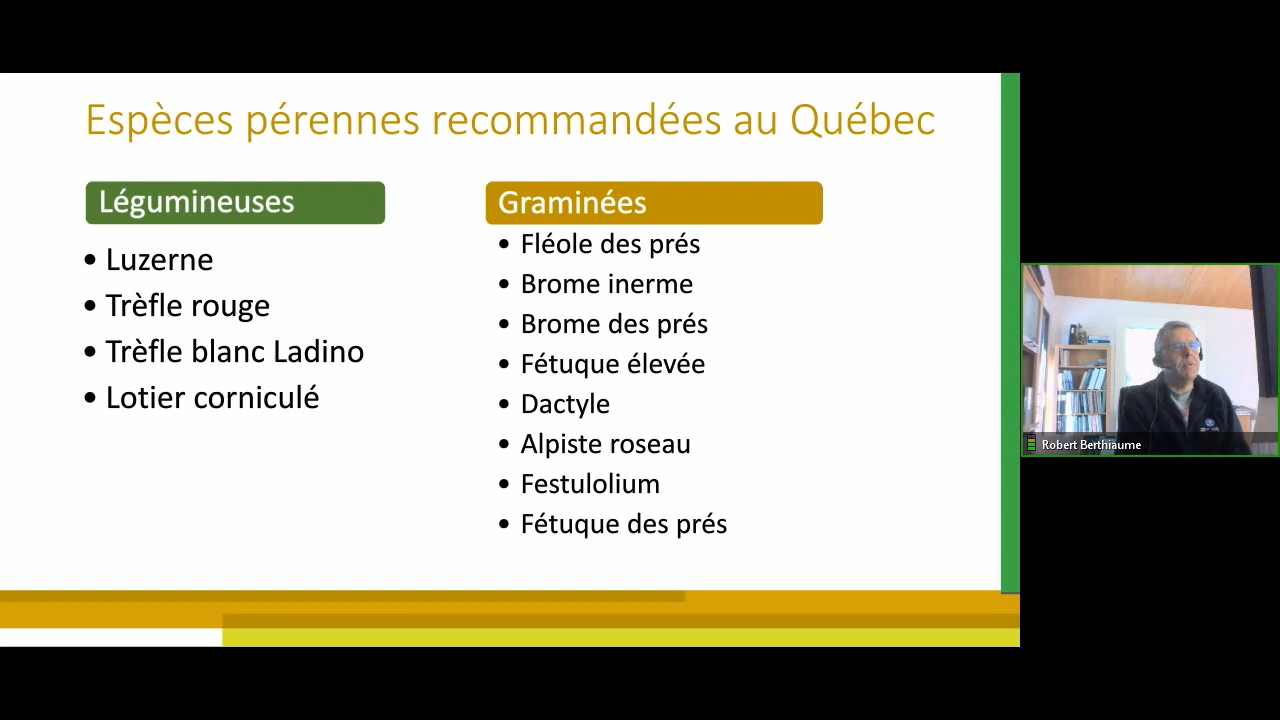 Espèces pérennes recommandées au Québec
Légumineuses
• Luzerne
• Trèfle rouge
• Trèfle blanc Ladino
• Lotier corniculé
Graminées
• Fléole des prés
• Brome inerme
• Brome des prés
• Fétuque élevée
• Dactyle
• Alpiste roseau
• Festulolium
• Fétuque des prés
Robert Berthiaume